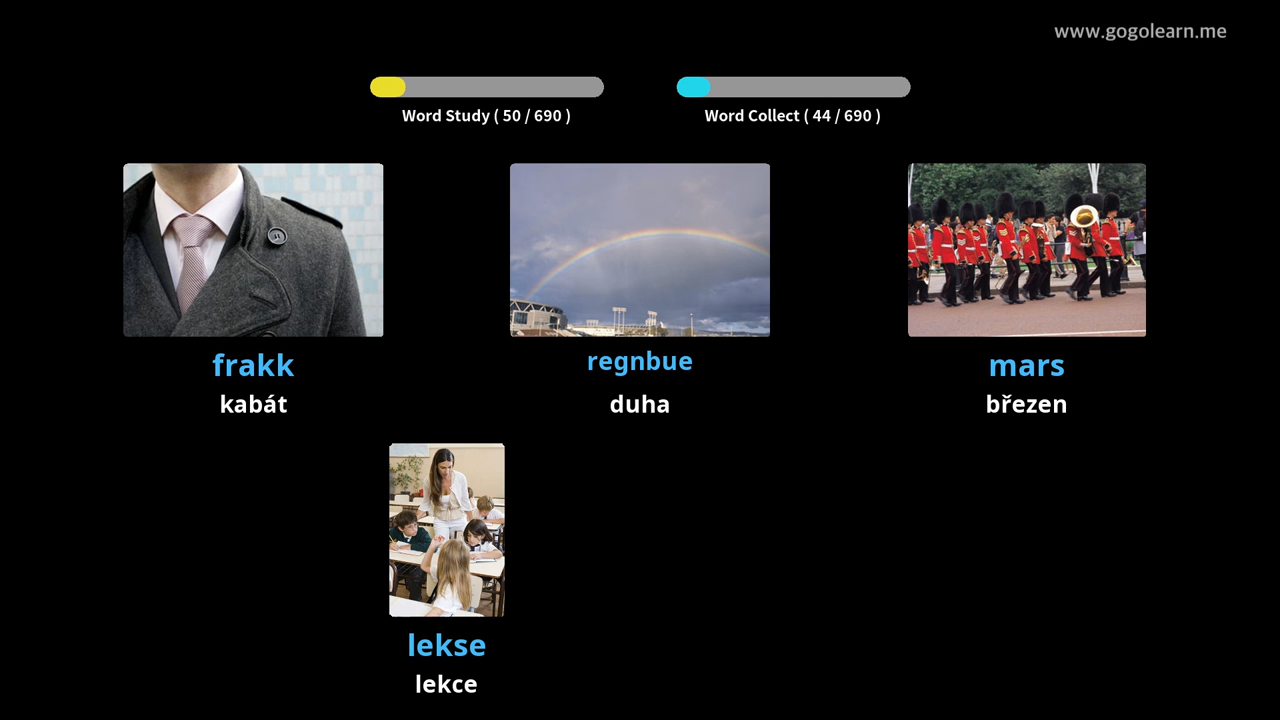 www.gogolearn.me
Word Study ( 50 / 690 )
Word Collect ( 44 / 690 )
frakk
kabát
regnbue
duha
mars
březen
lekse
lekce